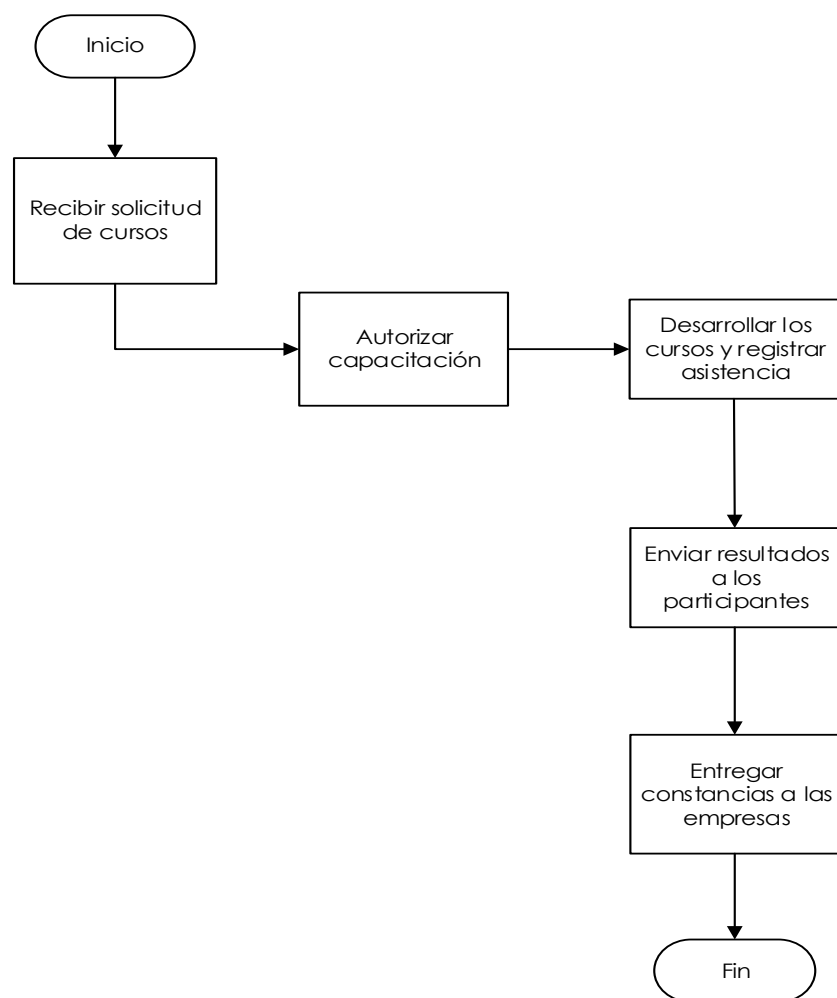 Inicio
Recibir solicitud
de cursos
Autorizar
capacitación
Desarrollar los
cursos y registrar
asistencia
Enviar resultados
a los
participantes
Entregar
constancias a las
empresas
Fin